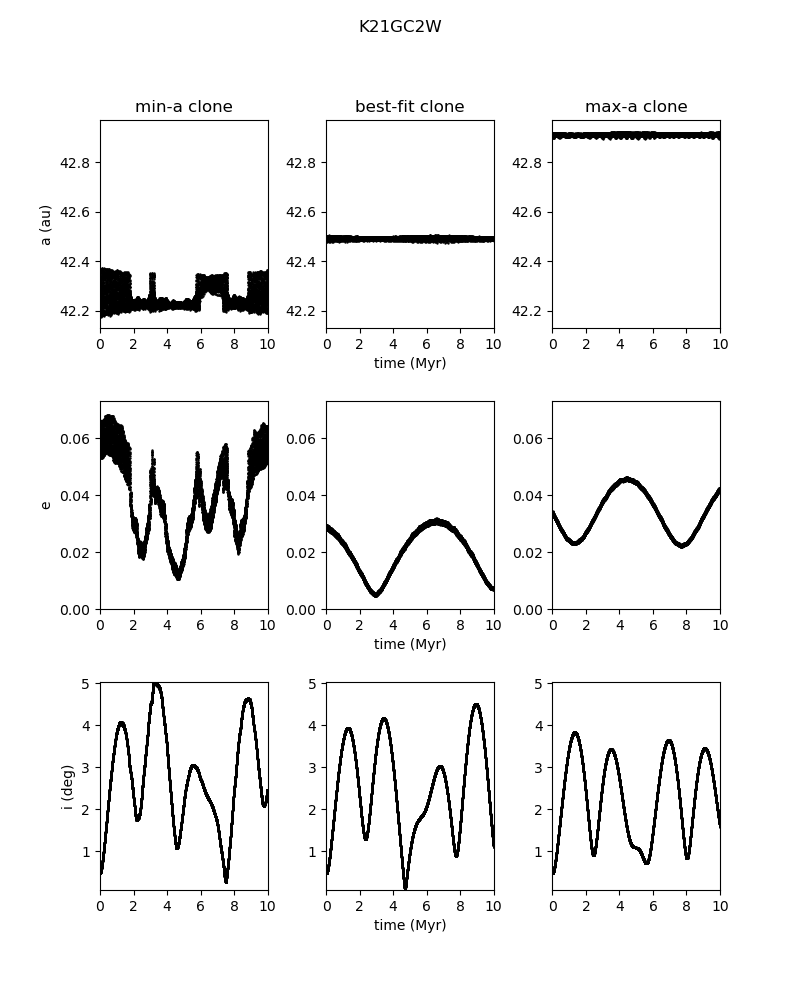 K21GC2W
min-a clone best-fit clone max-a clone
a (au)
42.8 42.8 42.8
42.6 42.6 42.6
42.4 42.4 42.4
42.2 42.2 42.2
0 2 4 6 8 10 0 2 4 6 8 10 0 2 4 6 8 10
time (Myr)
e
0.06 0.06
0.04 0.04 0.04
0.02 0.02 0.02
0.00 0.00 0.00
0 2 4 6 8 10 0 2 4 6 8 10 0 2 4 6 8 10
time (Myr)
i (deg)
5 5 5
4 4 4
3 3 3
2 2 2
1 1 1
0 2 4 6 8 10 0 2 4 6 8 10 0 2 4 6 8 10
time (Myr)